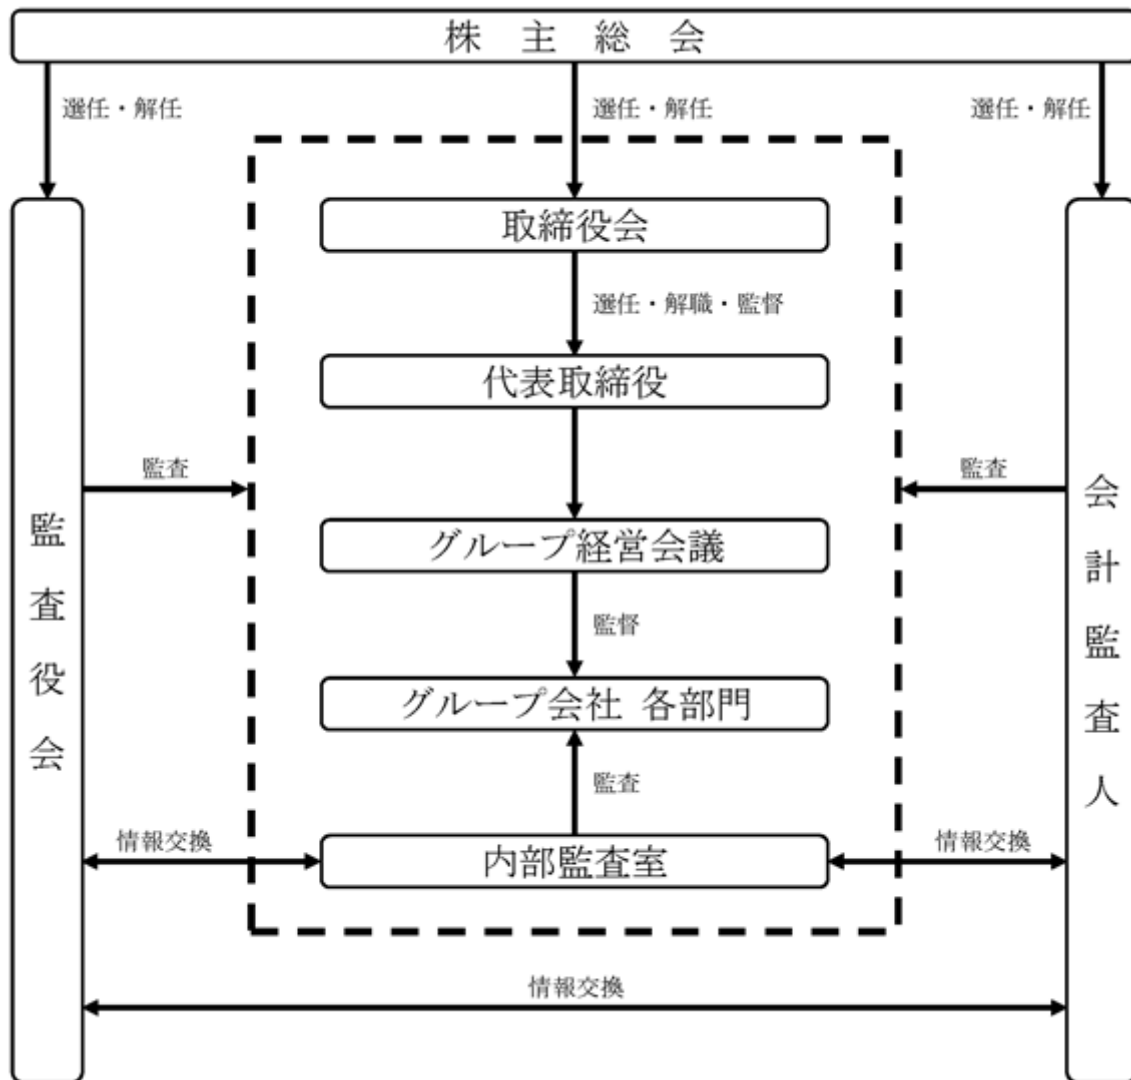 株主総会
選任・解任
選任・解任
選任・解任
取締役会
選任・解職・監督
代表取締役
監査
監査
グループ経営会議
監督
グループ会社 各部門
監査
情報交換
内部監査室
情報交換
情報交換
監査役会
会計監査人